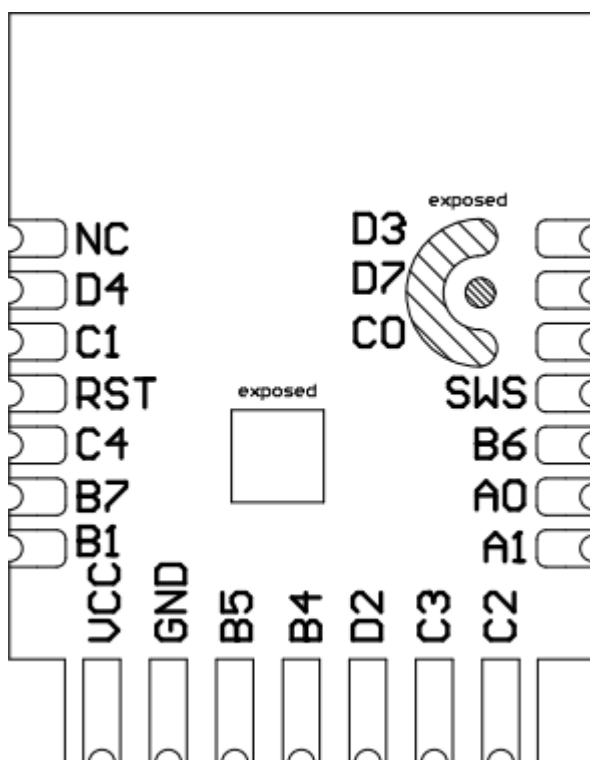 exposed
NC D3
D4 D7
C1 C0
exposed
RST SWS
C4 B6
B7 A0
B1 A1
VCC GND B5 B4 D2 C3 C2